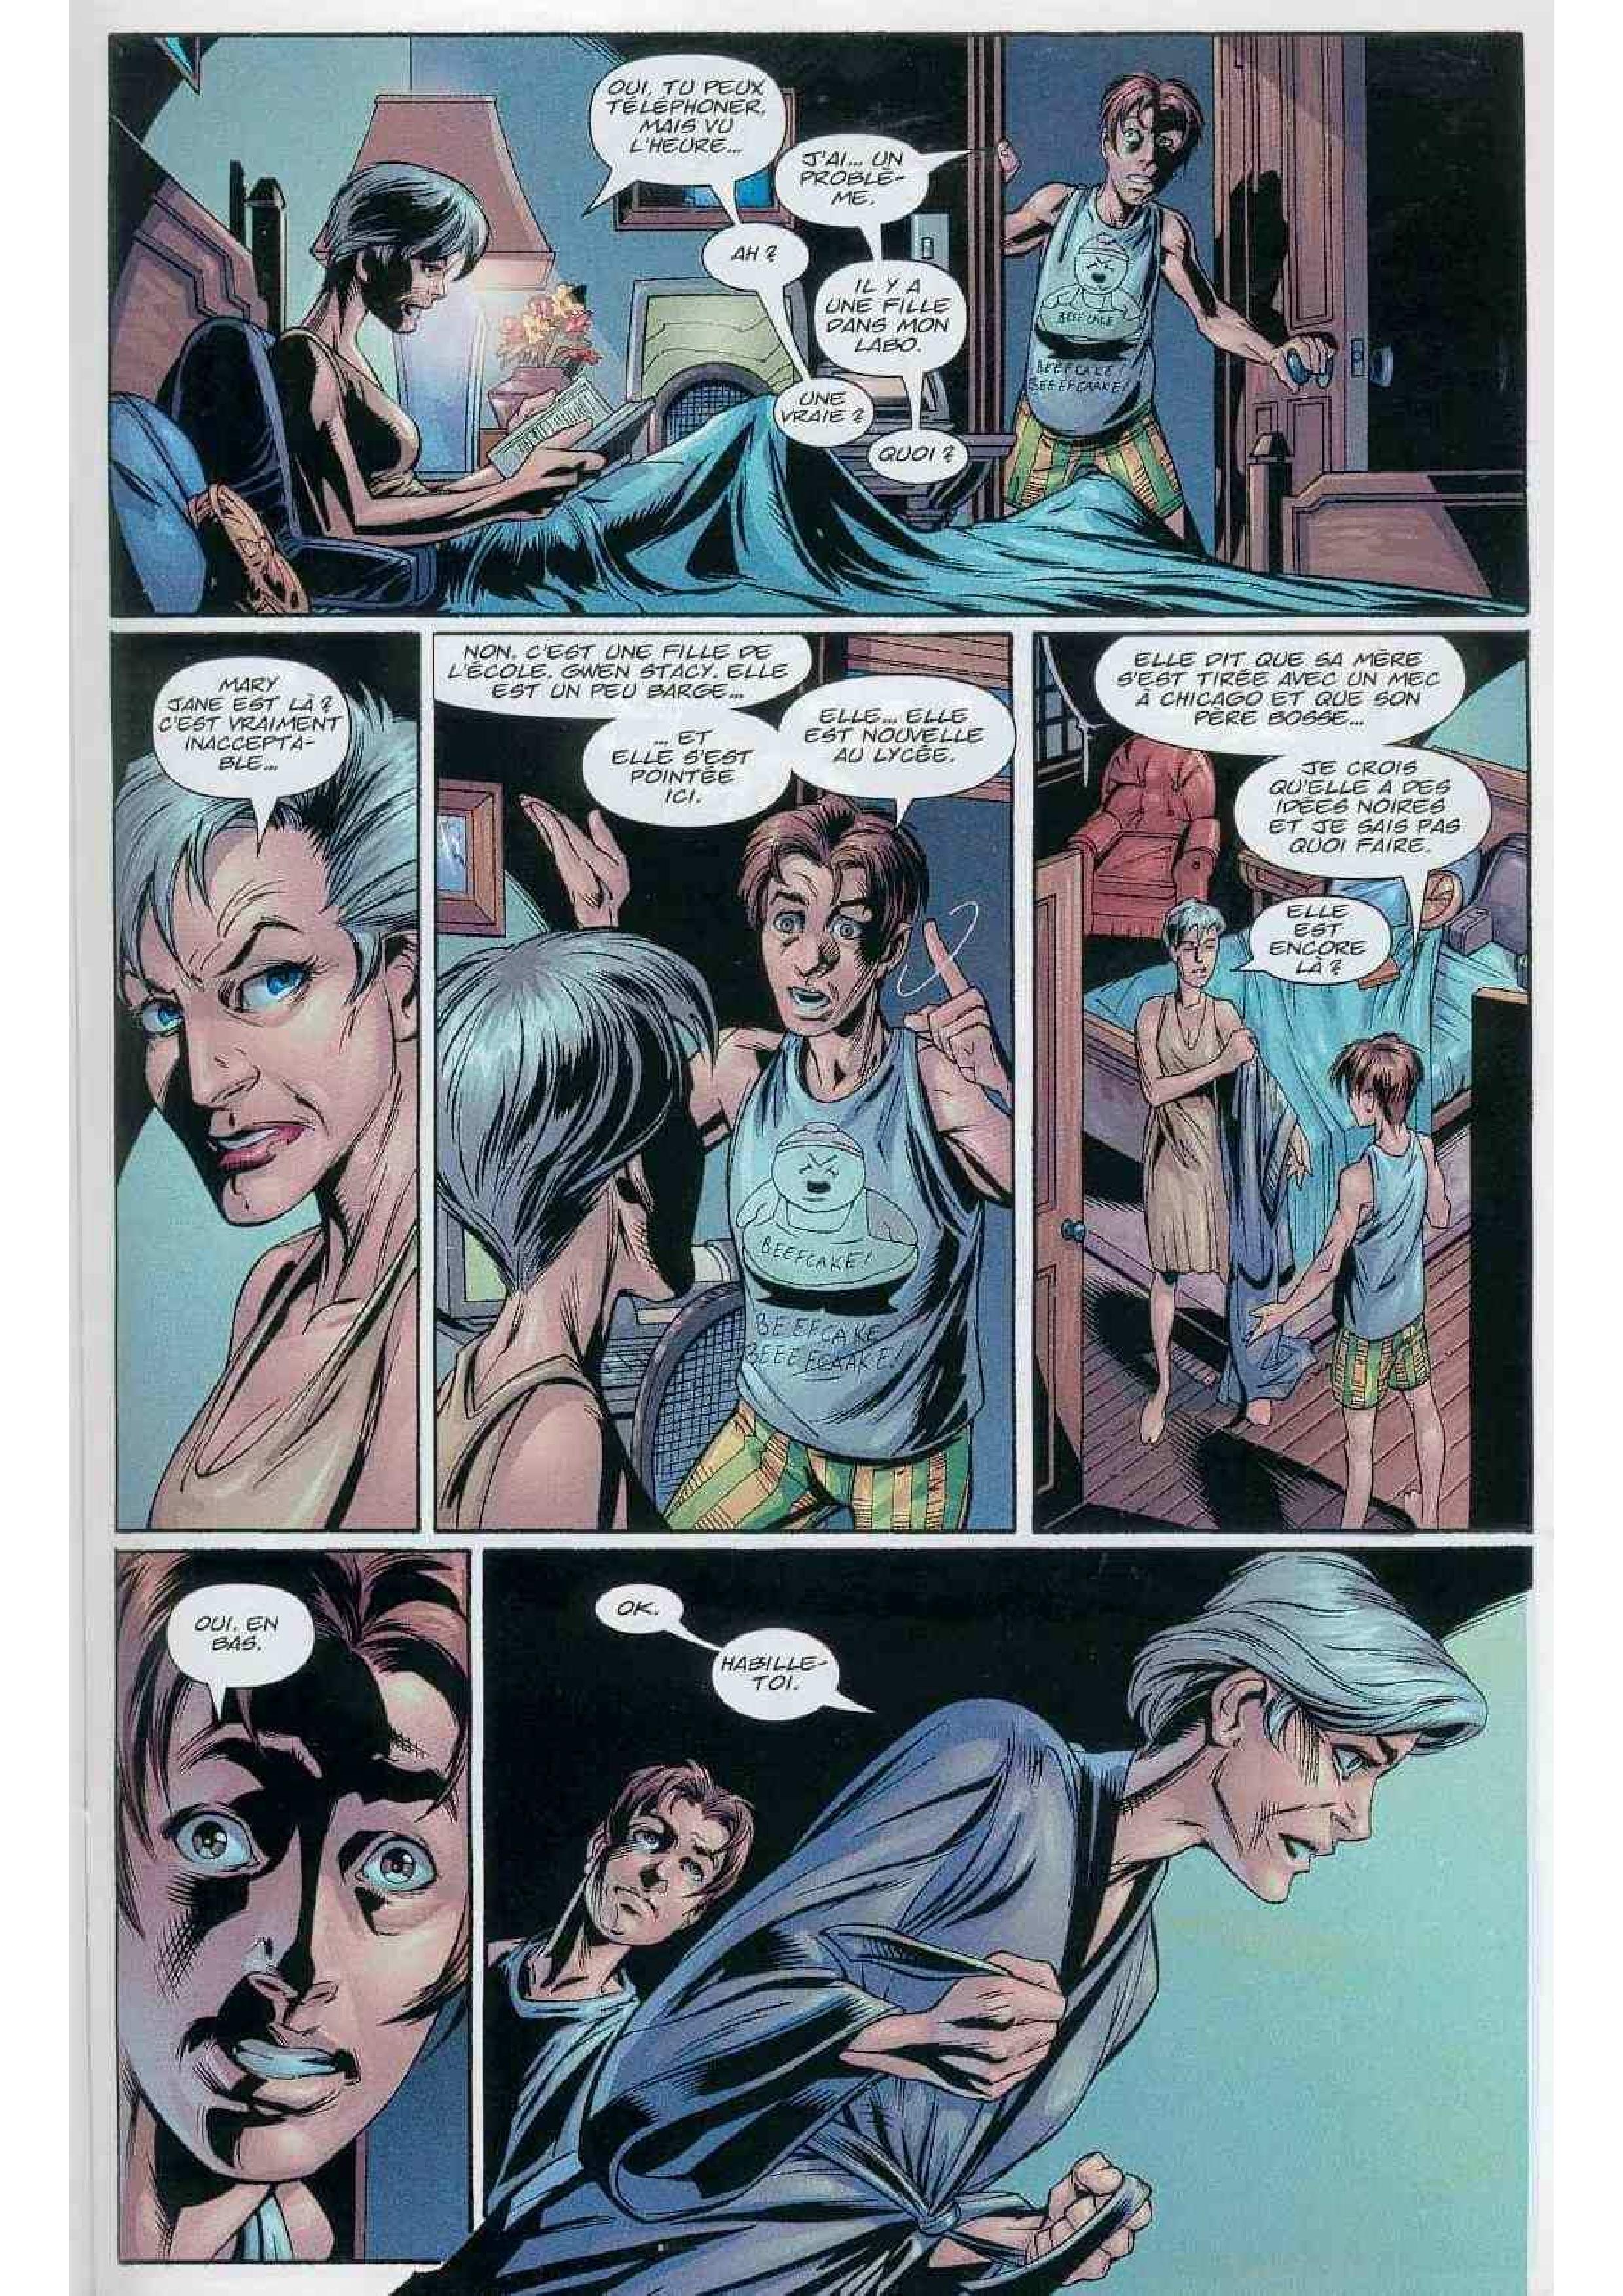 OUI, TU PEUX
TÉLÉPHONER,
MAIS VU
L'HEURE...
J'AI... UN
PROBLÈ-
ME.
AH ?
IL Y A
UNE FILLE
DANS MON
LABO.
UNE
VRAIE ?
QUOI ?
BEEFCAKE
BEEFCAKE!
BEEEFCAAKE!
MARY
JANE EST LÀ ?
C'EST VRAIMENT
INACCEPTA-
BLE...
NON. C'EST UNE FILLE DE
L'ÉCOLE. GWEN STACY. ELLE
EST UN PEU BARGE...
... ET
ELLE S'EST
POINTÉE
ICI.
ELLE... ELLE
EST NOUVELLE
AU LYCÉE.
BEEFCAKE!
BEEFCAKE
BEEEFCAAKE!
ELLE DIT QUE SA MÈRE
S'EST TIRÉE AVEC UN MEC
À CHICAGO ET QUE SON
PÈRE BOSSE...
JE CROIS
QU'ELLE A DES
IDÉES NOIRES
ET JE SAIS PAS
QUOI FAIRE.
ELLE
EST
ENCORE
LÀ ?
OUI. EN
BAS.
OK.
HABILLE-
TOI.